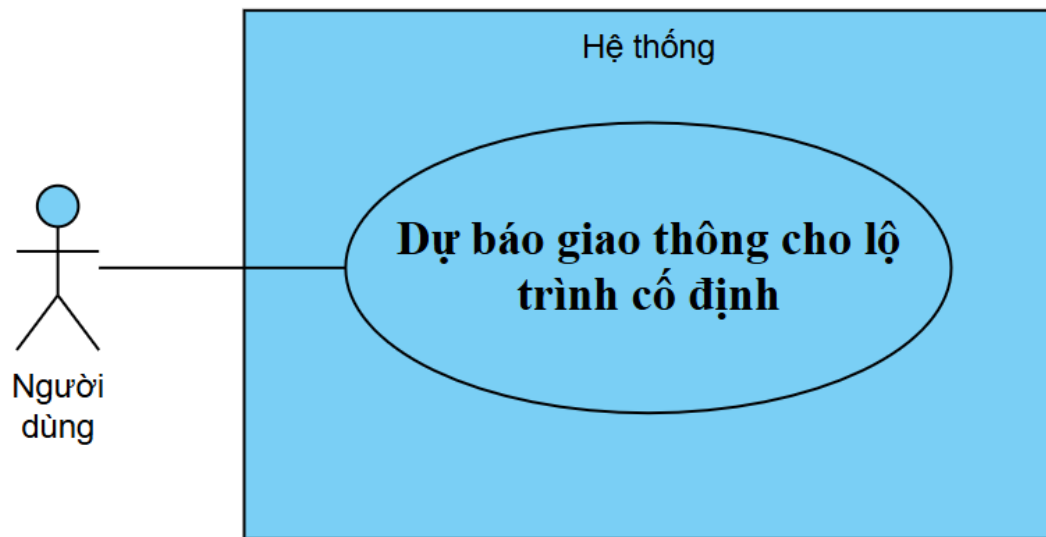 Hệ thống
Dự báo giao thông cho lộ
trình cố định
Người
dùng